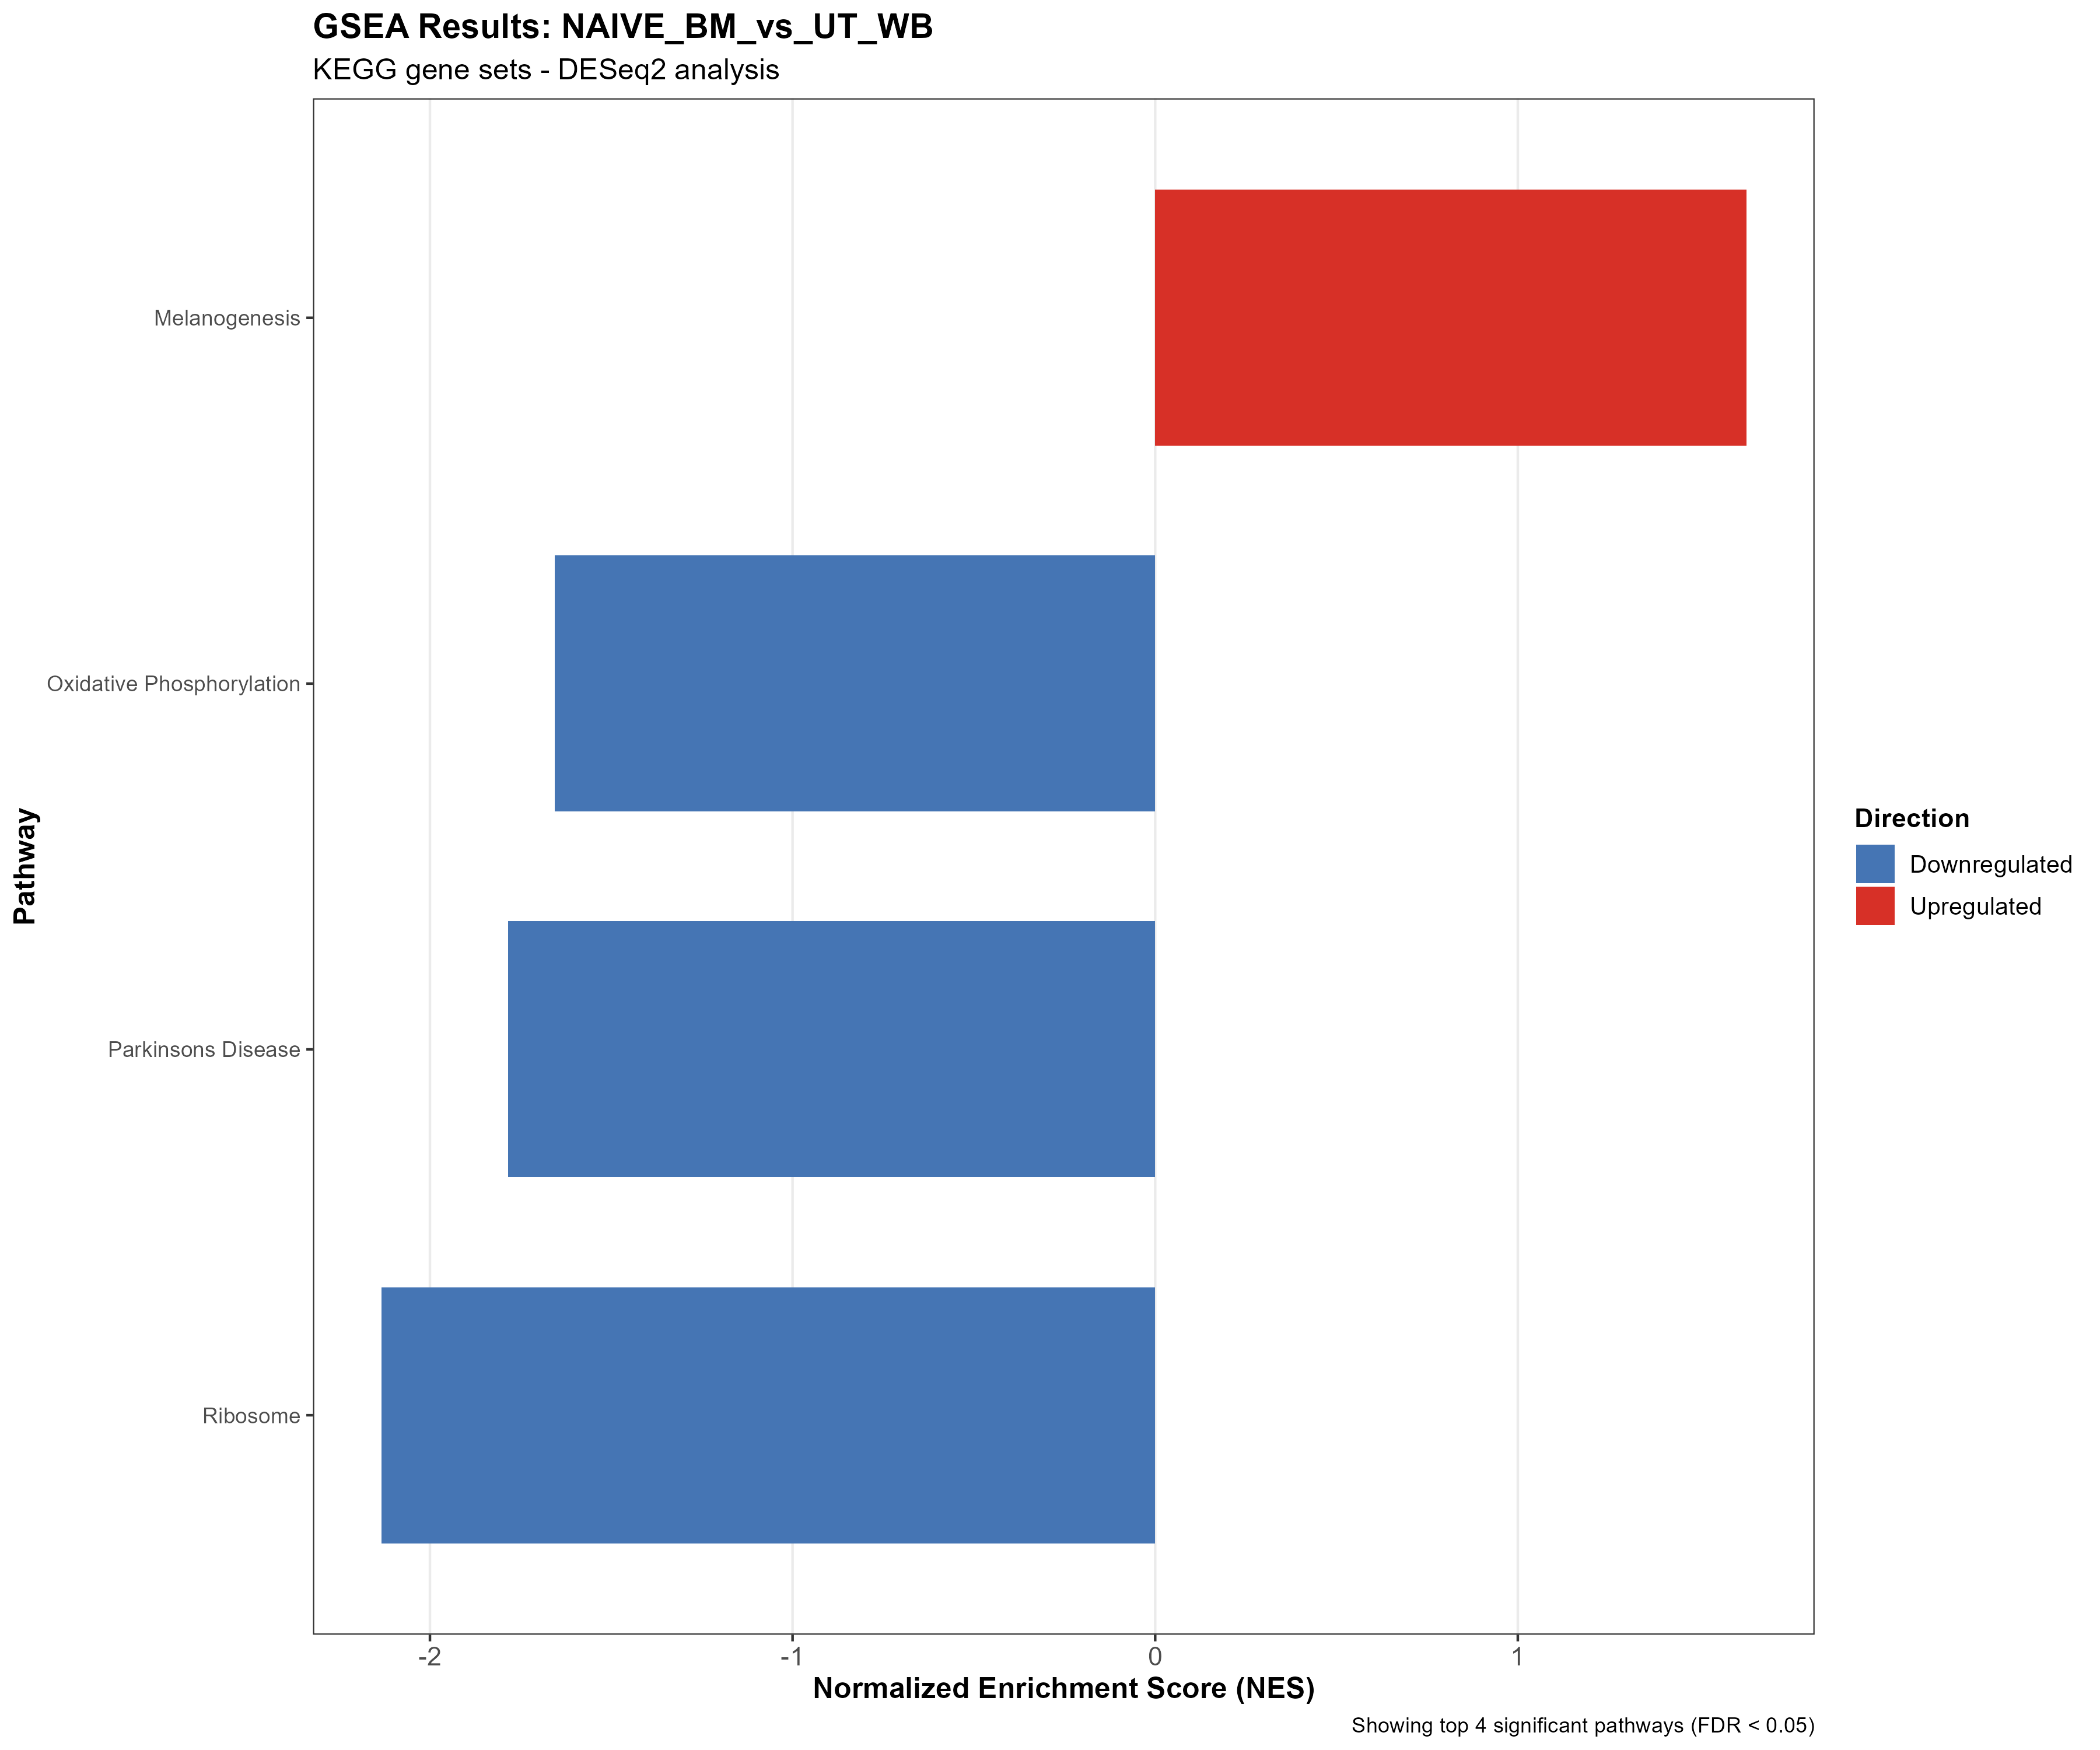 GSEA Results: NAIVE_BM_vs_UT_WB
KEGG gene sets - DESeq2 analysis
Pathway
Melanogenesis
Oxidative Phosphorylation
Parkinsons Disease
Ribosome
-2
-1
0
1
Normalized Enrichment Score (NES)
Direction
Downregulated
Upregulated
Showing top 4 significant pathways (FDR < 0.05)